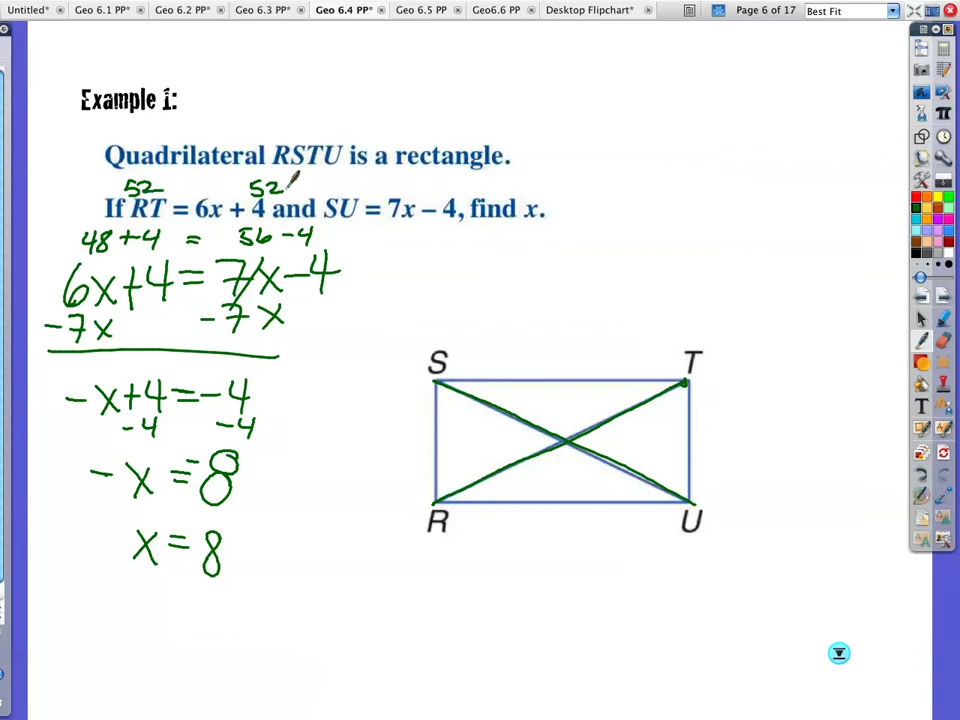 Untitled* Geo 6.1 PP* Geo 6.2 PP* Geo 6.3 PP* Geo 6.4 PP* Geo 6.5 PP Geo6.6 PP Desktop Flipchart* Page 6 of 17 Best Fit
Example 1:
Quadrilateral RSTU is a rectangle.
52 52
If RT = 6x + 4 and SU = 7x – 4, find x.
48 +4 = 56 -4
6x+4 = 7x-4
-7x -7x
-x+4=-4
-4 -4
-x = -8
x = 8
S T
R U